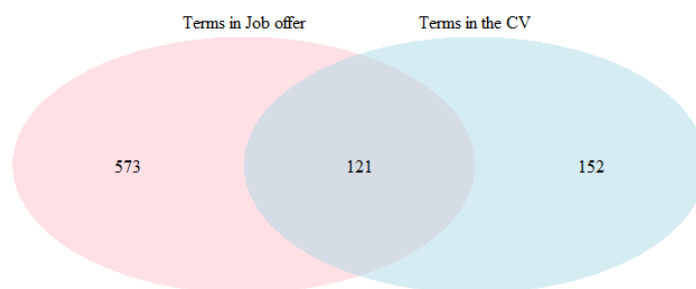 Terms in Job offer
Terms in the CV
573
121
152